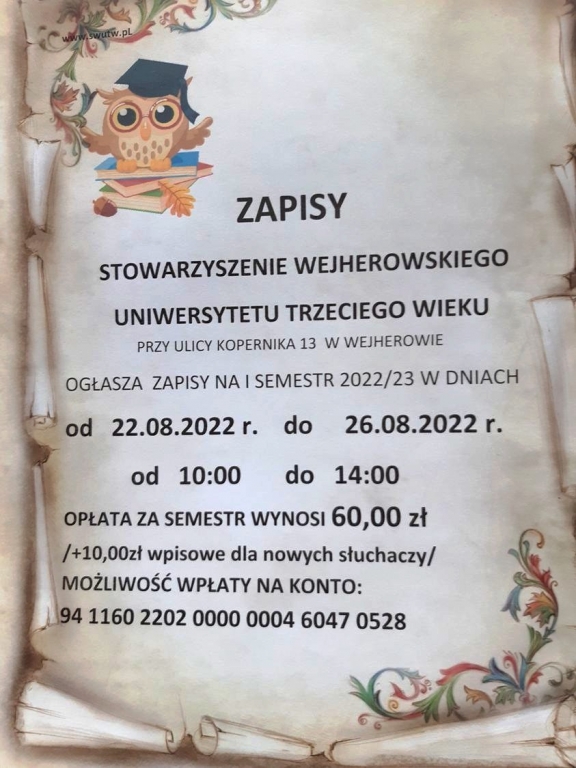 www.swutw.pl
ZAPISY
STOWARZYSZENIE WEJHEROWSKIEGO
UNIWERSYTETU TRZECIEGO WIEKU
PRZY ULICY KOPERNIKA 13 W WEJHEROWIE
OGŁASZA ZAPISY NA I SEMESTR 2022/23 W DNIACH
od 22.08.2022 r. do 26.08.2022 r.
od 10:00 do 14:00
OPŁATA ZA SEMESTR WYNOSI 60,00 zł
/+10,00zł wpisowe dla nowych słuchaczy/
MOŻLIWOŚĆ WPŁATY NA KONTO:
94 1160 2202 0000 0004 6047 0528